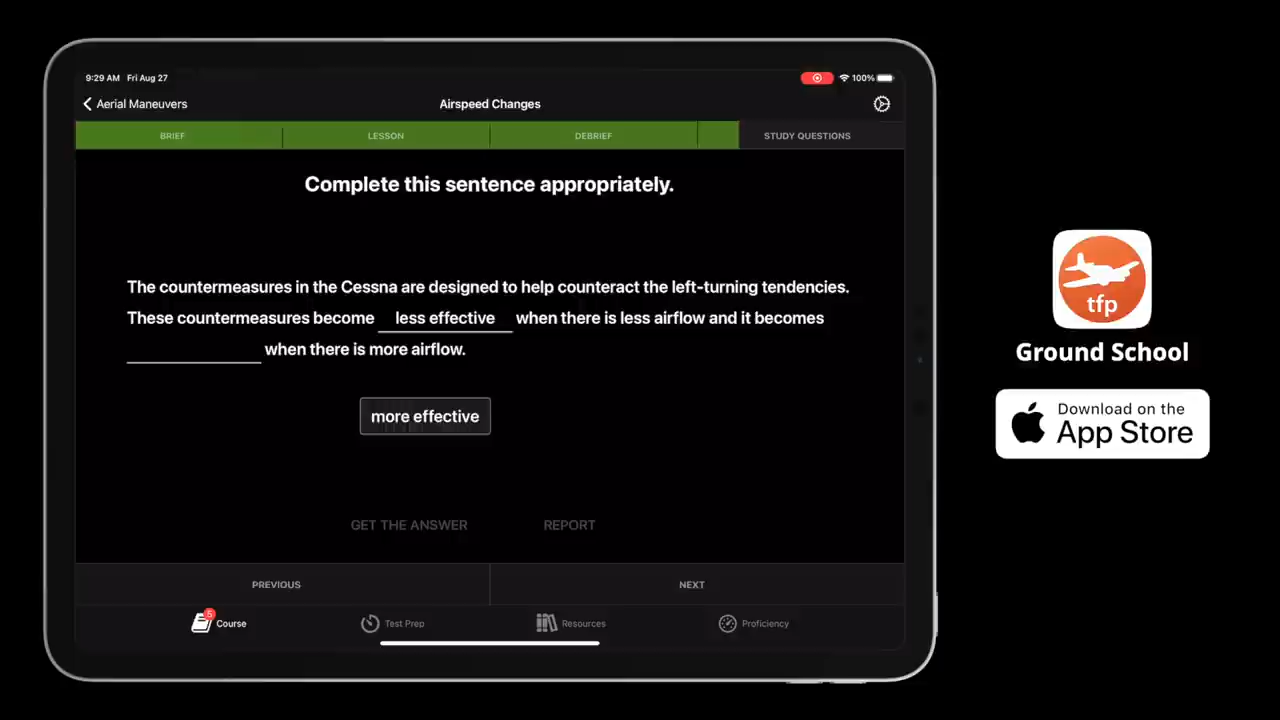 9:29 AM Fri Aug 27
100%
Aerial Maneuvers
Airspeed Changes
BRIEF
LESSON
DEBRIEF
STUDY QUESTIONS
Complete this sentence appropriately.
The countermeasures in the Cessna are designed to help counteract the left-turning tendencies.
These countermeasures become less effective when there is less airflow and it becomes
when there is more airflow.
more effective
GET THE ANSWER
REPORT
PREVIOUS
NEXT
5
Course
Test Prep
Resources
Proficiency
tfp
Ground School
Download on the
App Store